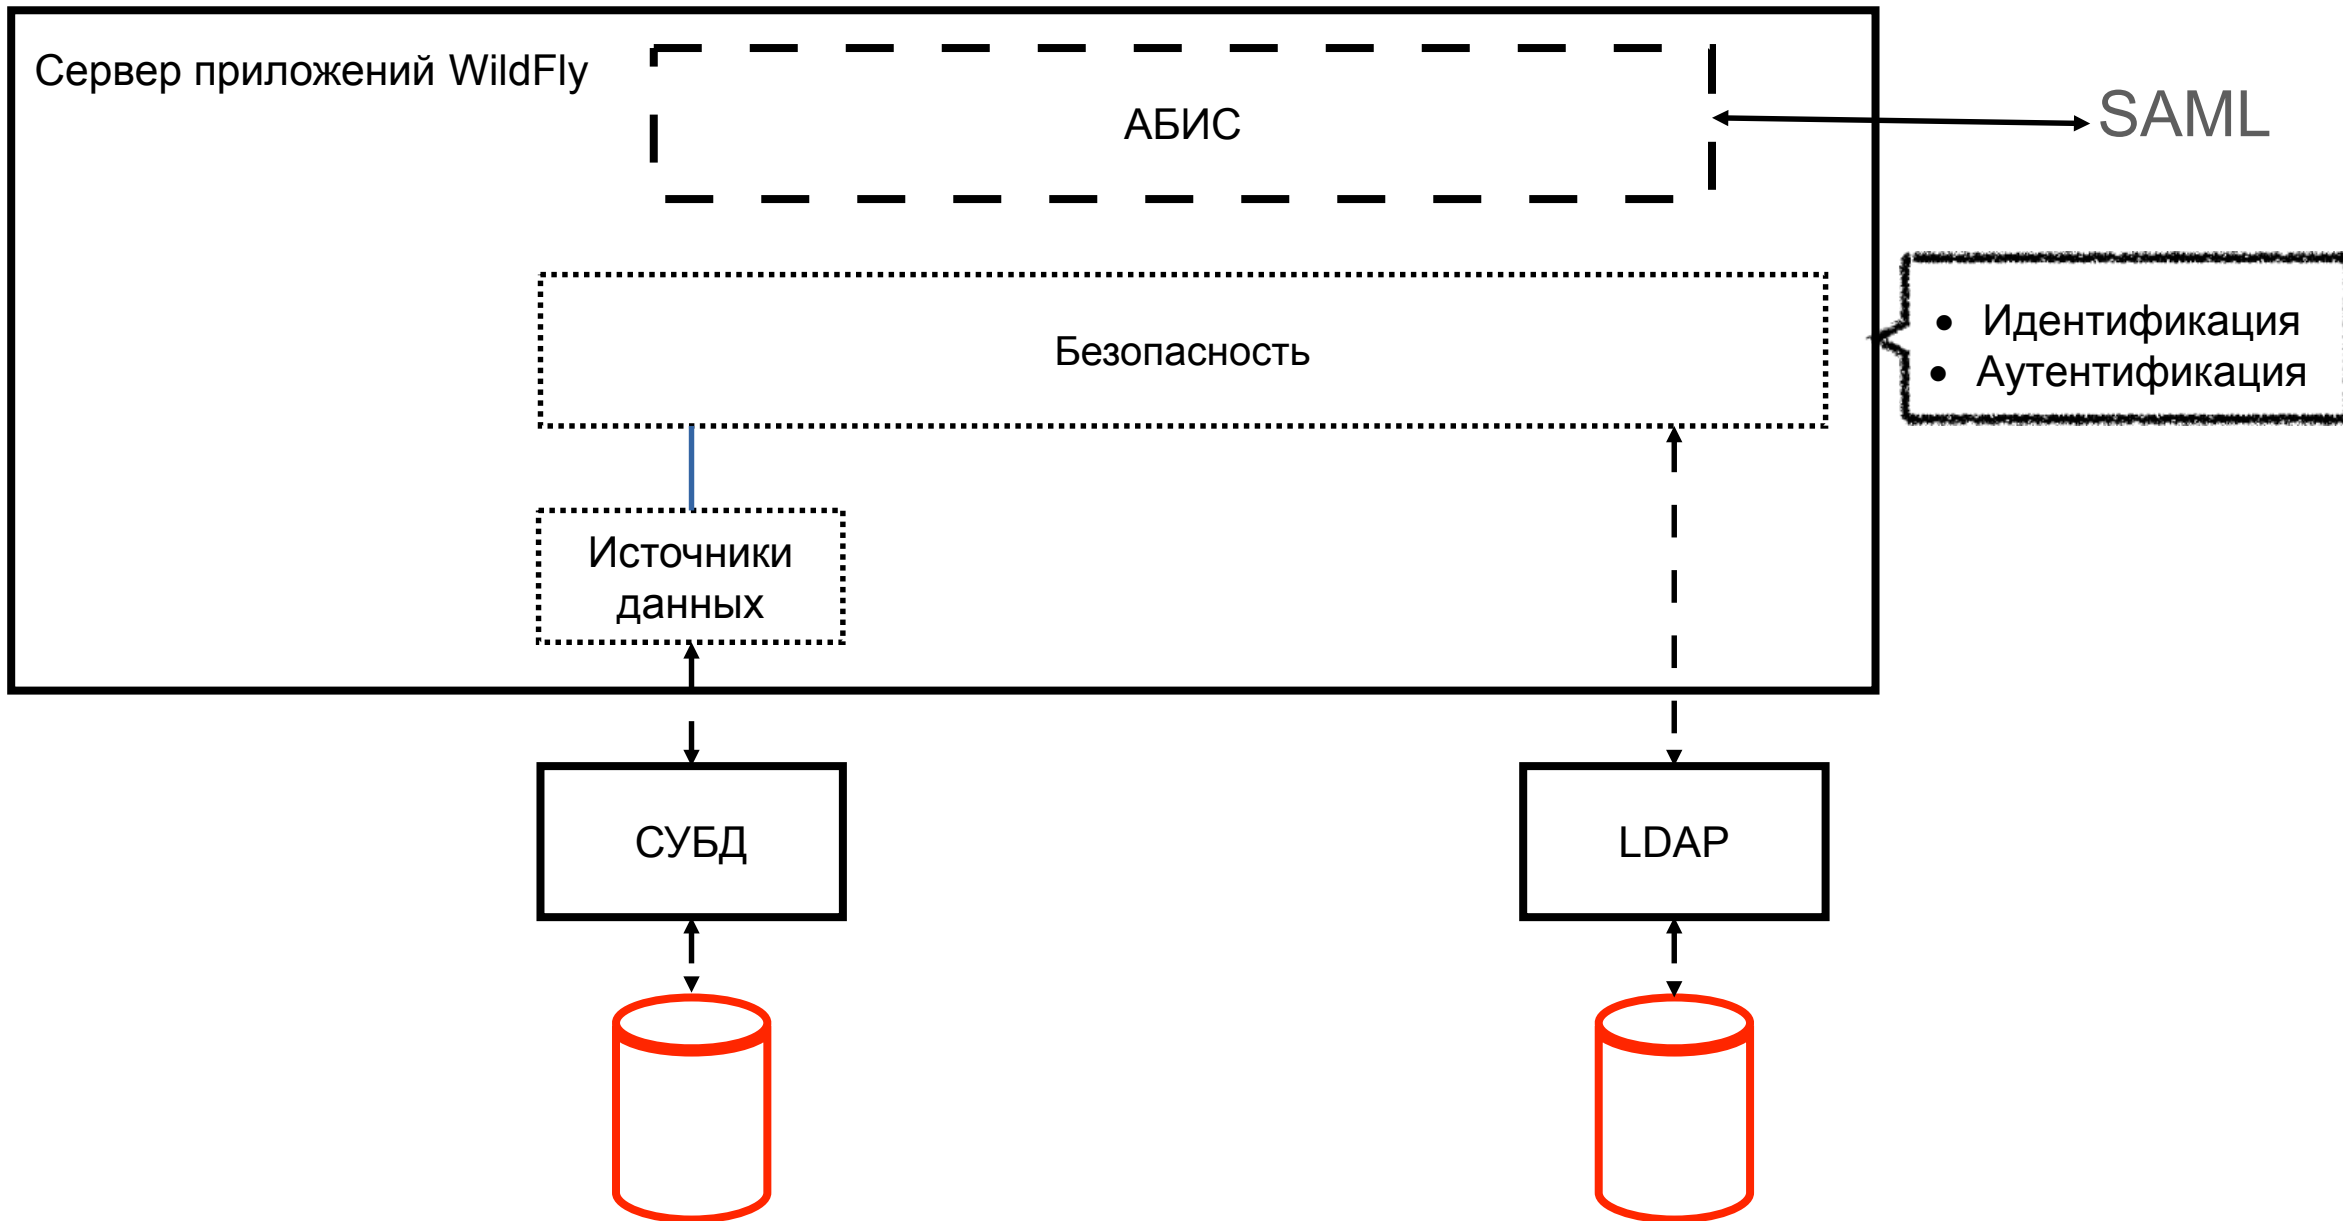 Сервер приложений WildFly
АБИС
SAML
Безопасность
• Идентификация
• Аутентификация
Источники
данных
СУБД
LDAP